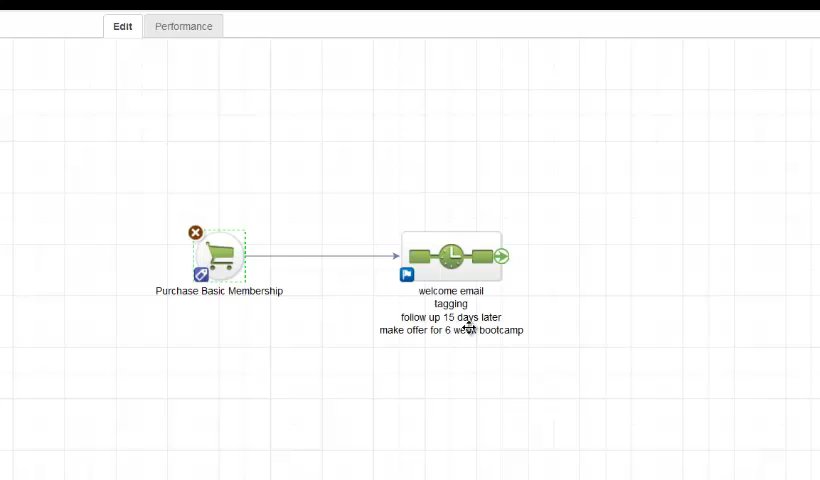 Edit
Performance
Purchase Basic Membership
welcome email
tagging
follow up 15 days later
make offer for 6 week bootcamp